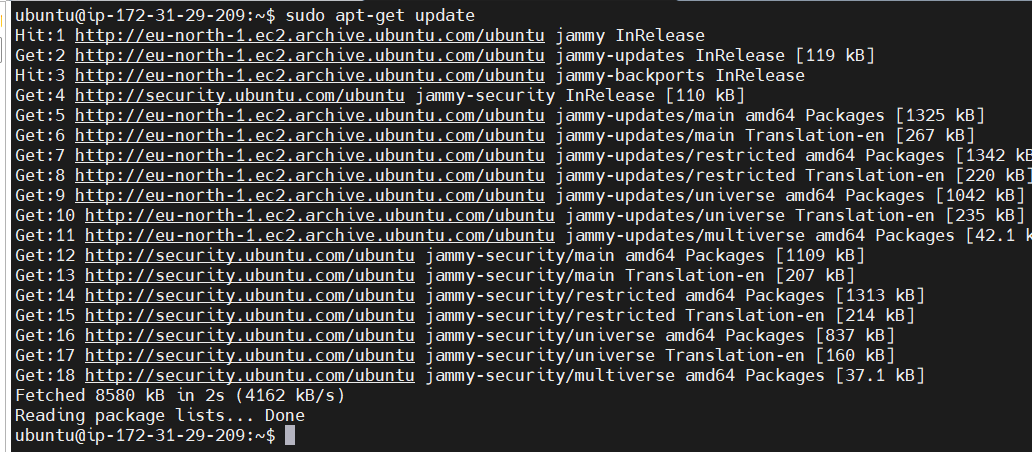 ubuntu@ip-172-31-29-209:~$ sudo apt-get update
Hit:1 http://eu-north-1.ec2.archive.ubuntu.com/ubuntu jammy InRelease
Get:2 http://eu-north-1.ec2.archive.ubuntu.com/ubuntu jammy-updates InRelease [119 kB]
Hit:3 http://eu-north-1.ec2.archive.ubuntu.com/ubuntu jammy-backports InRelease
Get:4 http://security.ubuntu.com/ubuntu jammy-security InRelease [110 kB]
Get:5 http://eu-north-1.ec2.archive.ubuntu.com/ubuntu jammy-updates/main amd64 Packages [1325 kB]
Get:6 http://eu-north-1.ec2.archive.ubuntu.com/ubuntu jammy-updates/main Translation-en [267 kB]
Get:7 http://eu-north-1.ec2.archive.ubuntu.com/ubuntu jammy-updates/restricted amd64 Packages [1342 kB
Get:8 http://eu-north-1.ec2.archive.ubuntu.com/ubuntu jammy-updates/restricted Translation-en [220 kB]
Get:9 http://eu-north-1.ec2.archive.ubuntu.com/ubuntu jammy-updates/universe amd64 Packages [1042 kB]
Get:10 http://eu-north-1.ec2.archive.ubuntu.com/ubuntu jammy-updates/universe Translation-en [235 kB]
Get:11 http://eu-north-1.ec2.archive.ubuntu.com/ubuntu jammy-updates/multiverse amd64 Packages [42.1 k
Get:12 http://security.ubuntu.com/ubuntu jammy-security/main amd64 Packages [1109 kB]
Get:13 http://security.ubuntu.com/ubuntu jammy-security/main Translation-en [207 kB]
Get:14 http://security.ubuntu.com/ubuntu jammy-security/restricted amd64 Packages [1313 kB]
Get:15 http://security.ubuntu.com/ubuntu jammy-security/restricted Translation-en [214 kB]
Get:16 http://security.ubuntu.com/ubuntu jammy-security/universe amd64 Packages [837 kB]
Get:17 http://security.ubuntu.com/ubuntu jammy-security/universe Translation-en [160 kB]
Get:18 http://security.ubuntu.com/ubuntu jammy-security/multiverse amd64 Packages [37.1 kB]
Fetched 8580 kB in 2s (4162 kB/s)
Reading package lists... Done
ubuntu@ip-172-31-29-209:~$